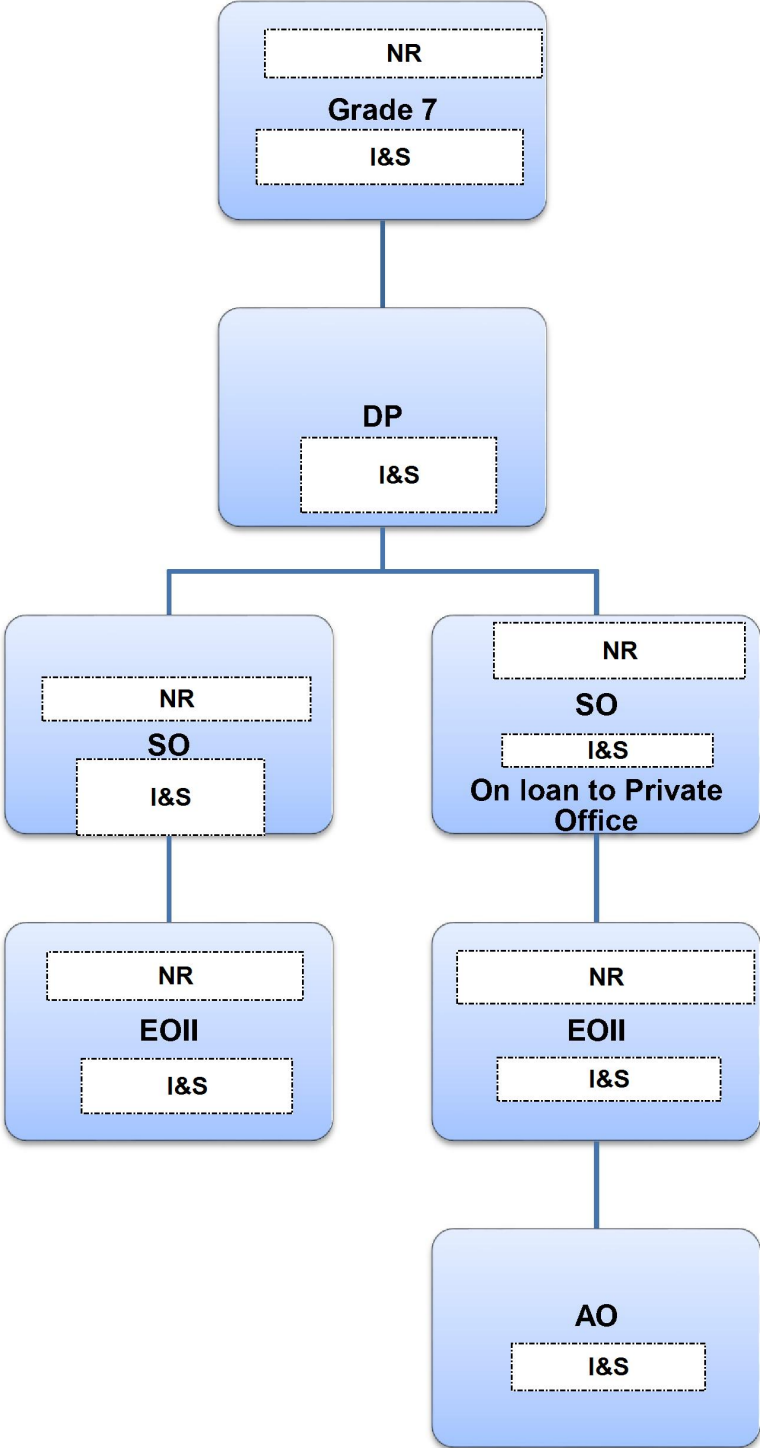 NR
Grade 7
I&S
DP
I&S
NR
SO
I&S
NR
SO
I&S
On loan to Private
Office
NR
EOII
I&S
NR
EOII
I&S
AO
I&S